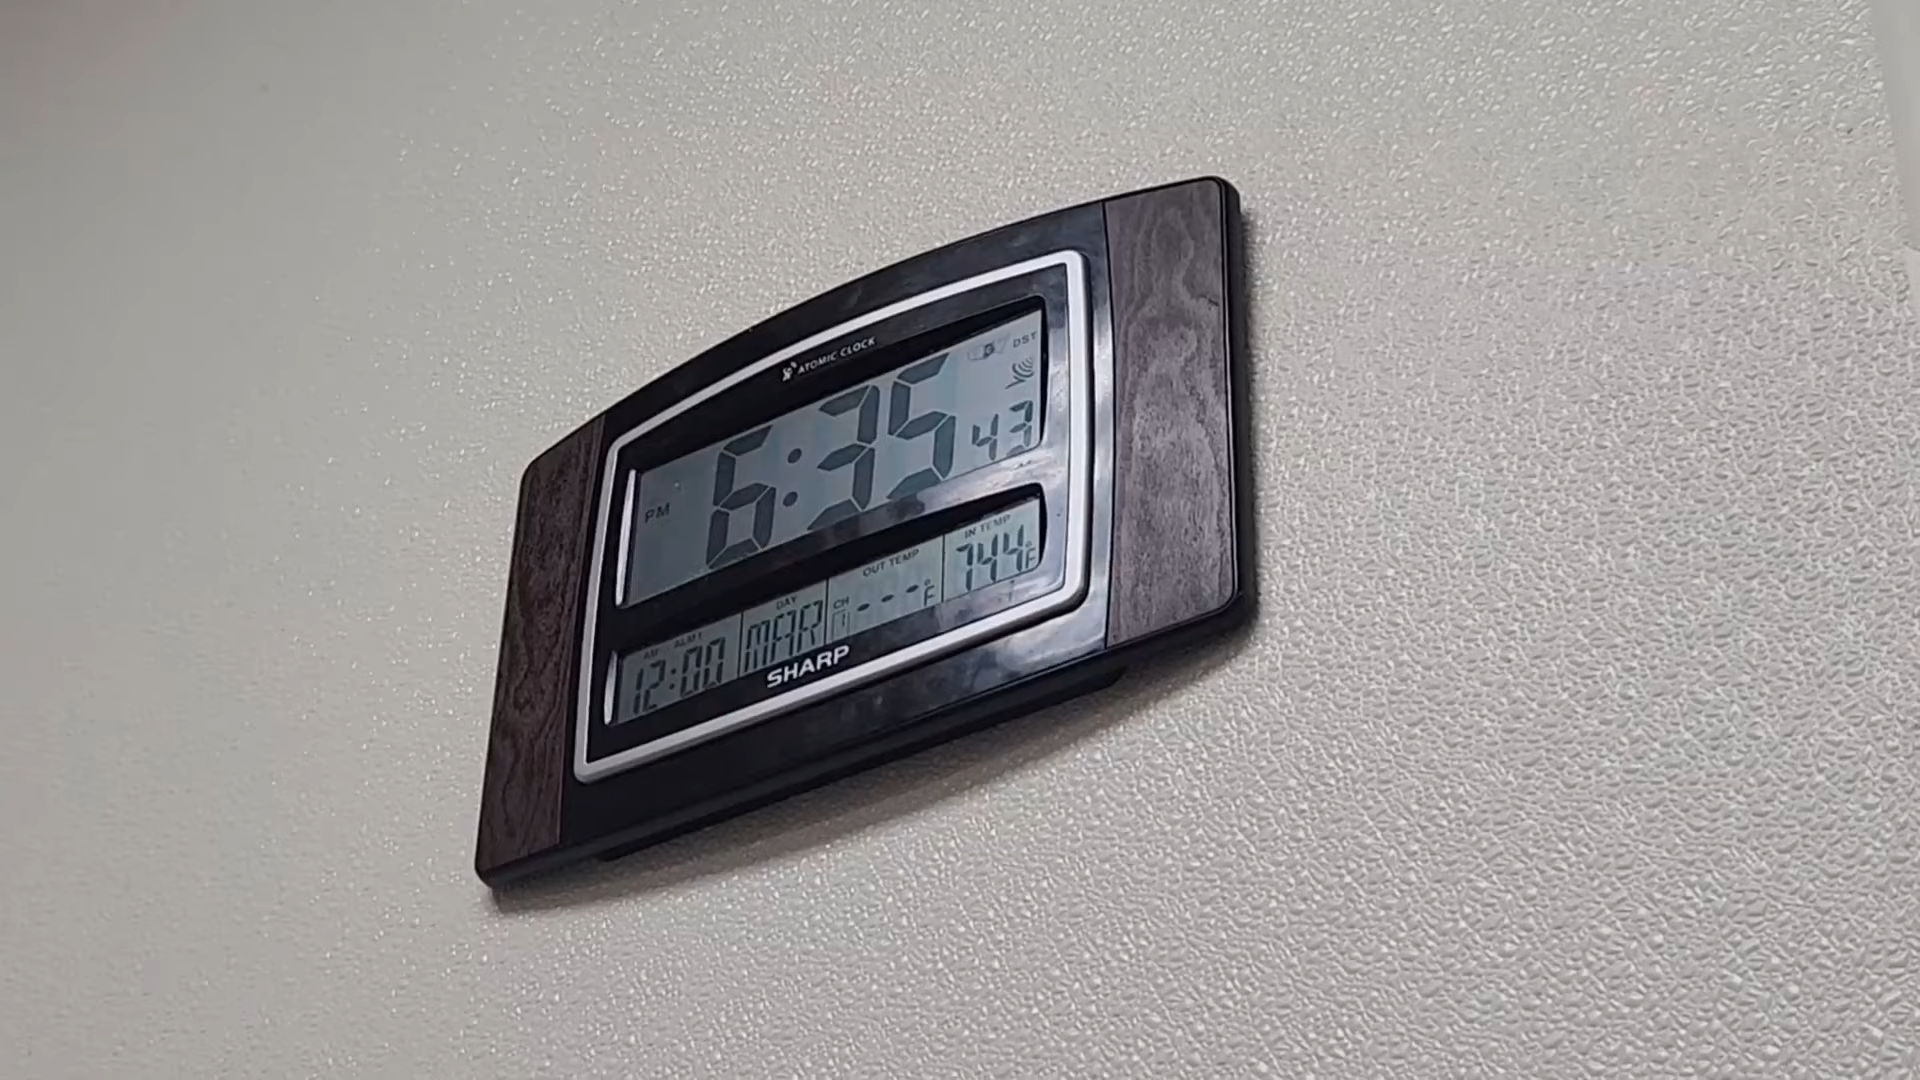 ATOMIC CLOCK
DST
PM 6:35 43
IN TEMP
OUT TEMP
DAY
AM ALM1
12:00 MAR CH ---°F 74.4°F
SHARP